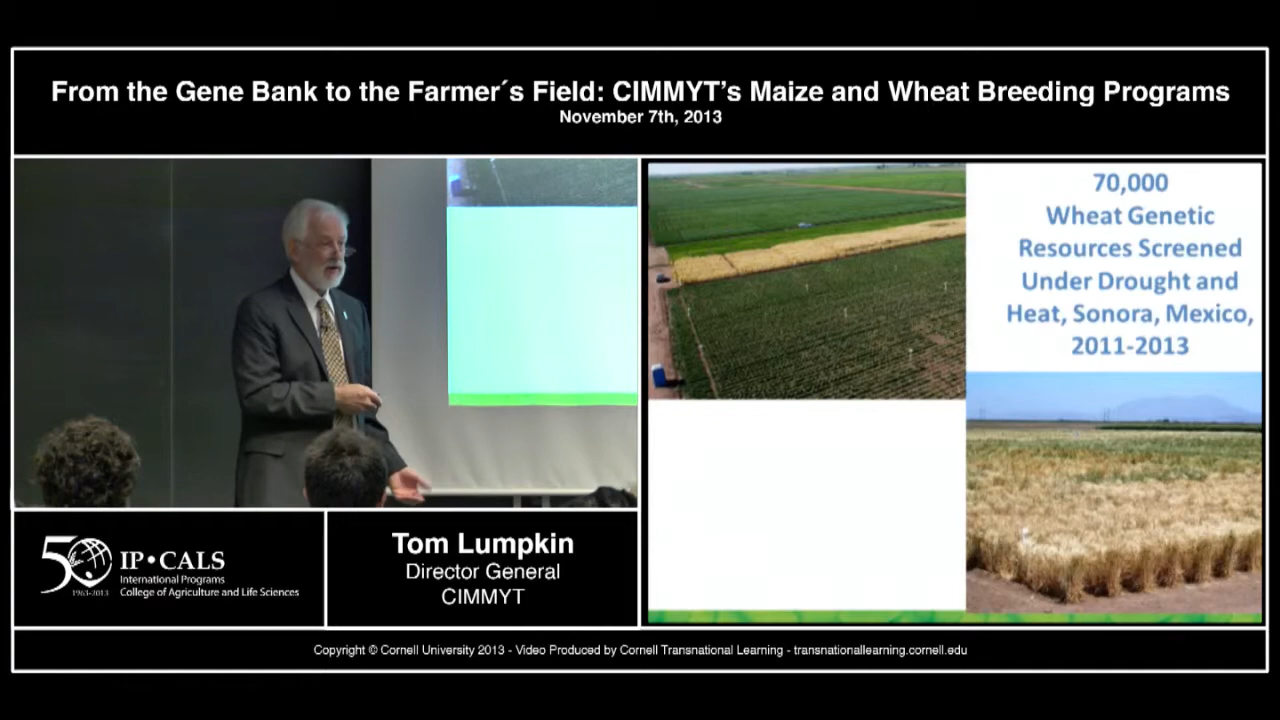 From the Gene Bank to the Farmer´s Field: CIMMYT’s Maize and Wheat Breeding Programs
November 7th, 2013
70,000
Wheat Genetic
Resources Screened
Under Drought and
Heat, Sonora, Mexico,
2011-2013
50
1963-2013
IP•CALS
International Programs
College of Agriculture and Life Sciences
Tom Lumpkin
Director General
CIMMYT
Copyright © Cornell University 2013 - Video Produced by Cornell Transnational Learning - transnationallearning.cornell.edu